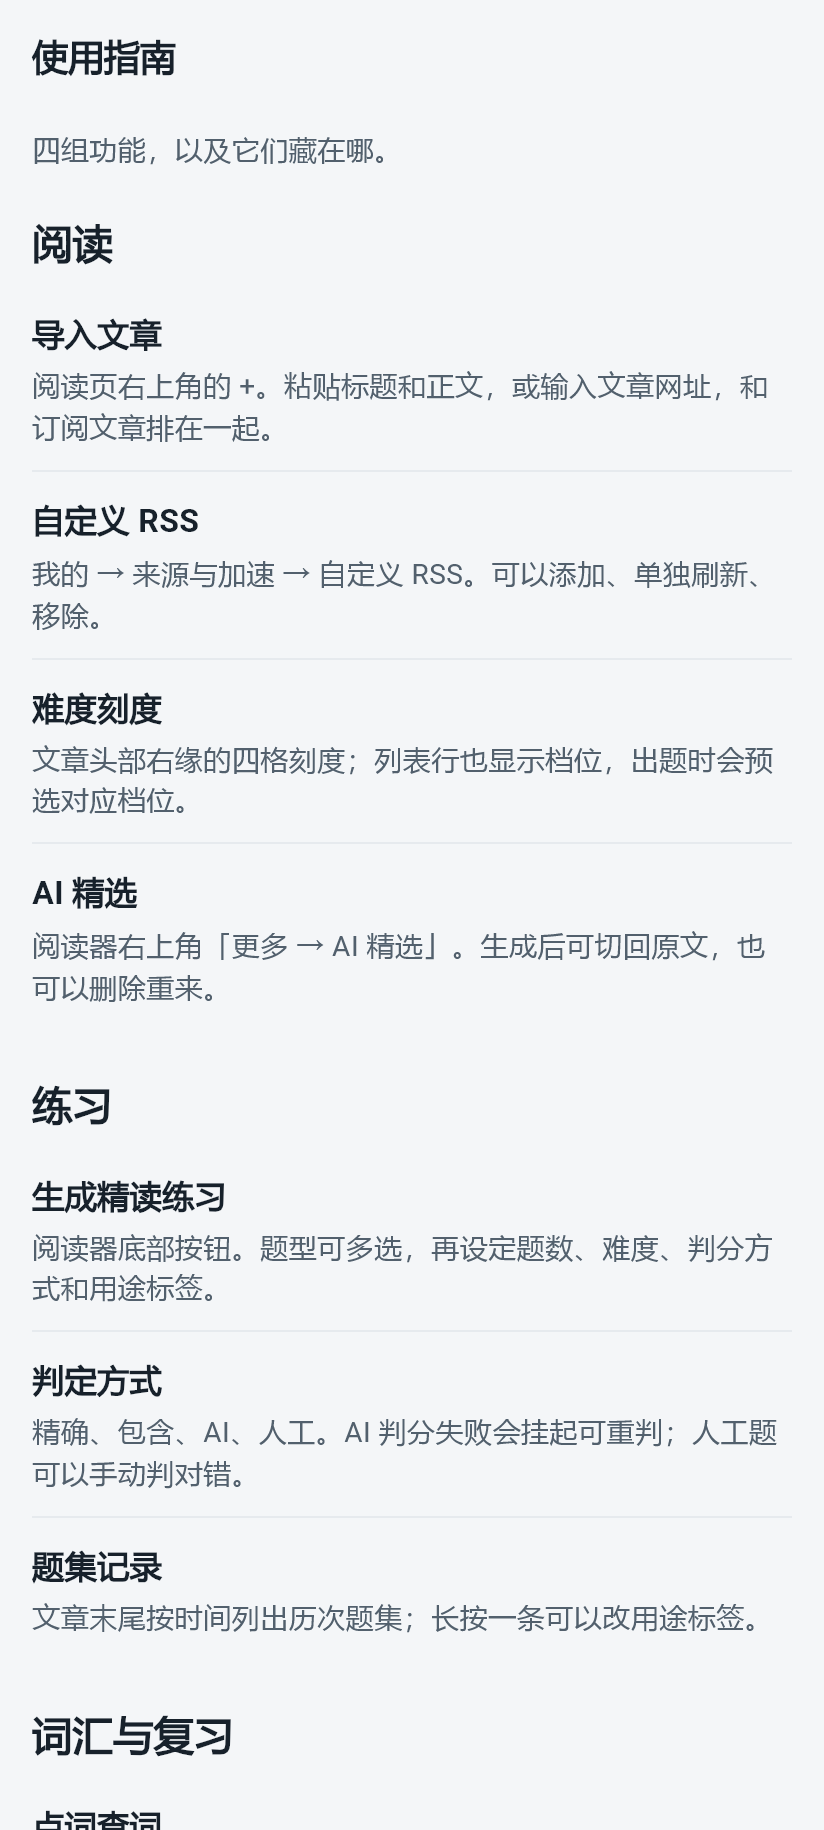 使用指南
四组功能，以及它们藏在哪。
阅读
导入文章
阅读页右上角的 +。粘贴标题和正文，或输入文章网址，和
订阅文章排在一起。
自定义 RSS
我的 → 来源与加速 → 自定义 RSS。可以添加、单独刷新、
移除。
难度刻度
文章头部右缘的四格刻度；列表行也显示档位，出题时会预
选对应档位。
AI 精选
阅读器右上角「更多 → AI 精选」。生成后可切回原文，也
可以删除重来。
练习
生成精读练习
阅读器底部按钮。题型可多选，再设定题数、难度、判分方
式和用途标签。
判定方式
精确、包含、AI、人工。AI 判分失败会挂起可重判；人工题
可以手动判对错。
题集记录
文章末尾按时间列出历次题集；长按一条可以改用途标签。
词汇与复习
点词查词